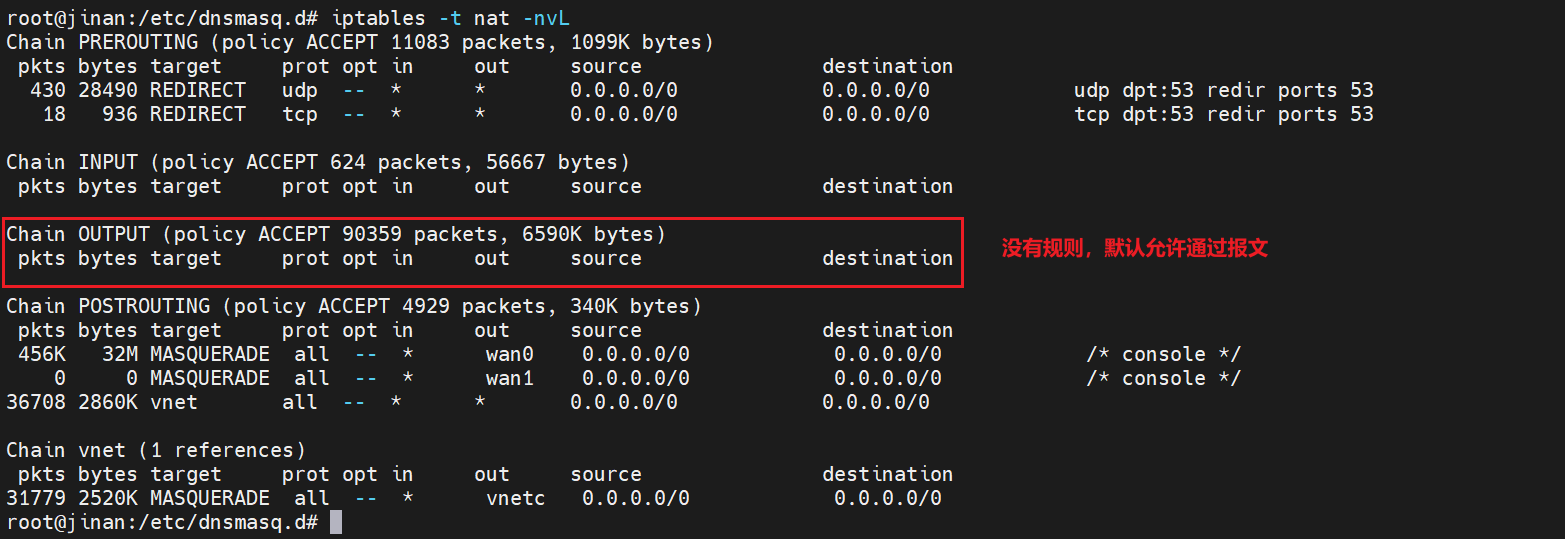 root@jinan:/etc/dnsmasq.d# iptables -t nat -nvL
Chain PREROUTING (policy ACCEPT 11083 packets, 1099K bytes)
 pkts bytes target     prot opt in     out     source               destination
  430 28490 REDIRECT   udp  --  *      *       0.0.0.0/0            0.0.0.0/0            udp dpt:53 redir ports 53
   18   936 REDIRECT   tcp  --  *      *       0.0.0.0/0            0.0.0.0/0            tcp dpt:53 redir ports 53
Chain INPUT (policy ACCEPT 624 packets, 56667 bytes)
 pkts bytes target     prot opt in     out     source               destination
Chain OUTPUT (policy ACCEPT 90359 packets, 6590K bytes)
 pkts bytes target     prot opt in     out     source               destination
没有规则，默认允许通过报文
Chain POSTROUTING (policy ACCEPT 4929 packets, 340K bytes)
 pkts bytes target     prot opt in     out     source               destination
 456K   32M MASQUERADE  all  --  *      wan0    0.0.0.0/0            0.0.0.0/0            /* console */
    0     0 MASQUERADE  all  --  *      wan1    0.0.0.0/0            0.0.0.0/0            /* console */
36708 2860K vnet       all  --  *      *       0.0.0.0/0            0.0.0.0/0
Chain vnet (1 references)
 pkts bytes target     prot opt in     out     source               destination
31779 2520K MASQUERADE  all  --  *      vnetc   0.0.0.0/0            0.0.0.0/0
root@jinan:/etc/dnsmasq.d#